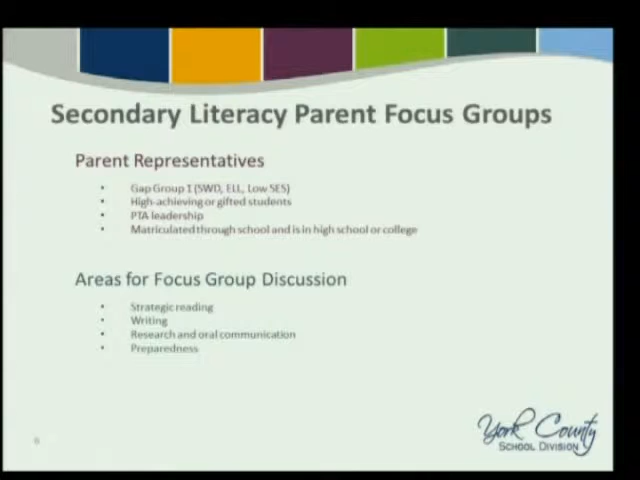 Secondary Literacy Parent Focus Groups
Parent Representatives
• Gap Group 1 (SWD, ELL, Low SES)
• High-achieving or gifted students
• PTA leadership
• Matriculated through school and is in high school or college
Areas for Focus Group Discussion
• Strategic reading
• Writing
• Research and oral communication
• Preparedness
York County
SCHOOL DIVISION